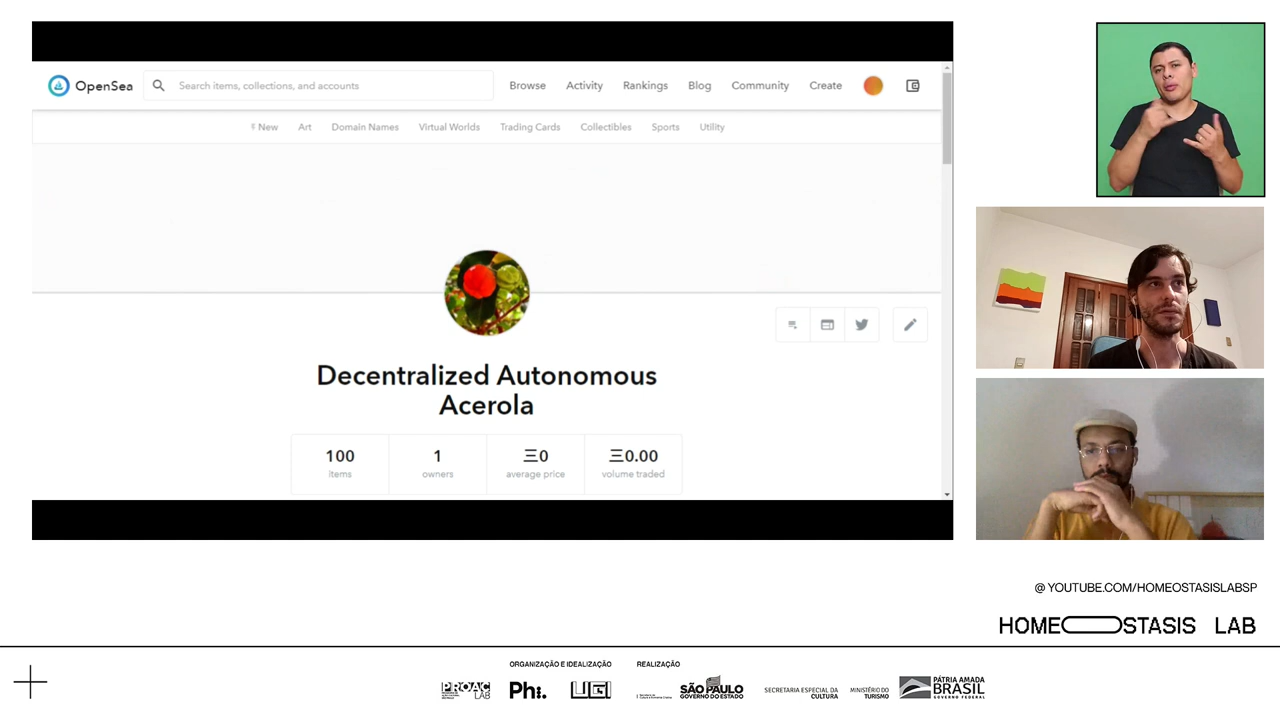 OpenSea
Search items, collections, and accounts
Browse Activity Rankings Blog Community Create
New Art Domain Names Virtual Worlds Trading Cards Collectibles Sports Utility
Decentralized Autonomous
Acerola
100 1 Ξ0 Ξ0.00
items owners average price volume traded
@ YOUTUBE.COM/HOMEOSTASISLABSP
HOMEOSTASIS LAB
ORGANIZAÇÃO E IDEALIZAÇÃO REALIZAÇÃO
PROAC
LAB
Ph:.
UGI
SÃO PAULO
GOVERNO DO ESTADO
SECRETARIA ESPECIAL DA
CULTURA
MINISTÉRIO DO
TURISMO
PÁTRIA AMADA
BRASIL
GOVERNO FEDERAL